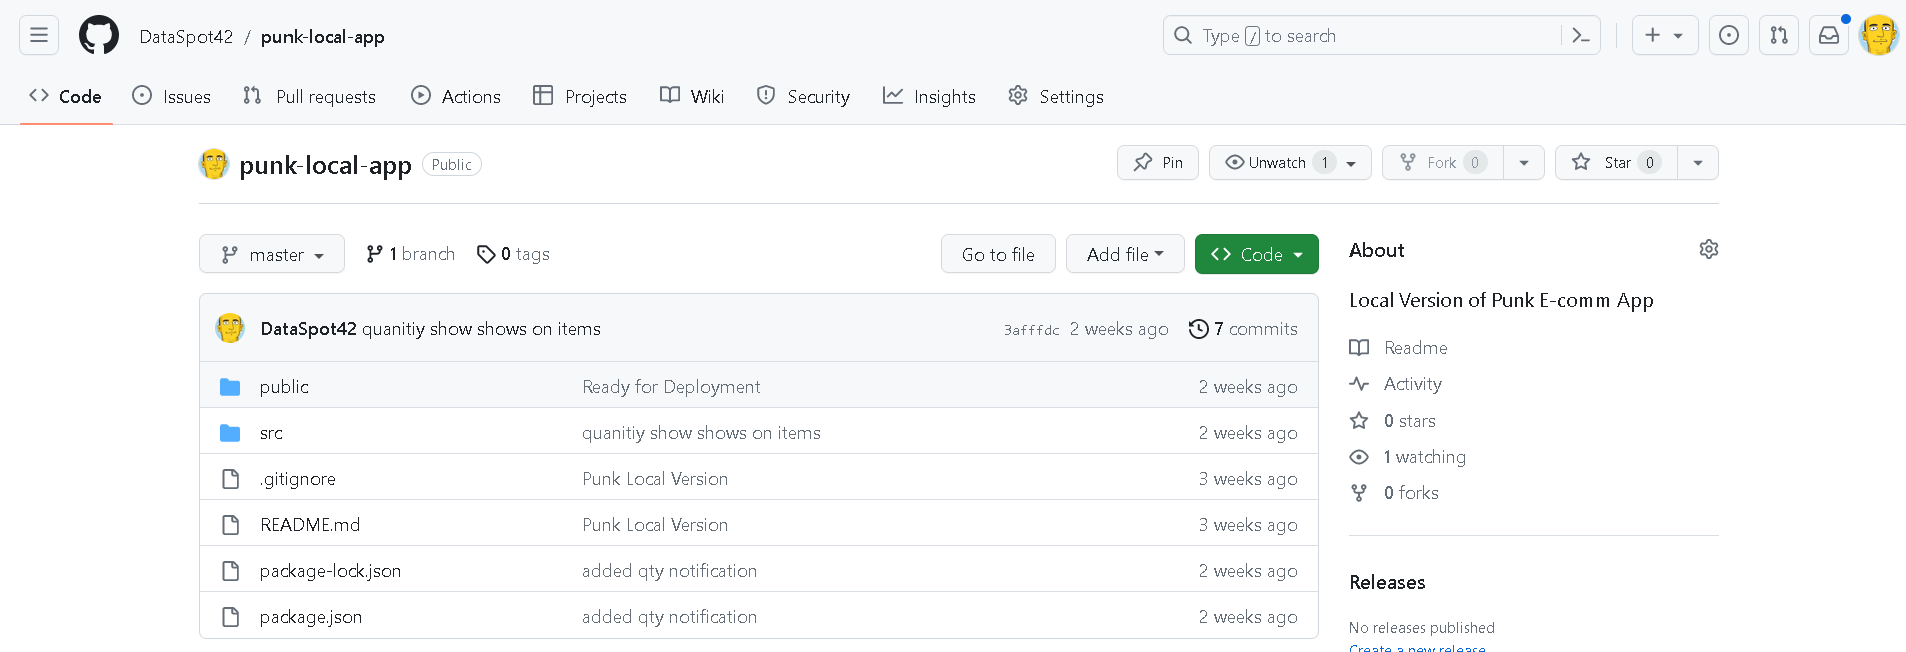 DataSpot42 / punk-local-app
Type / to search
Code Issues Pull requests Actions Projects Wiki Security Insights Settings
punk-local-app Public
Pin Unwatch 1 Fork 0 Star 0
master 1 branch 0 tags Go to file Add file Code
DataSpot42 quanitiy show shows on items 3afffdc 2 weeks ago 7 commits
public Ready for Deployment 2 weeks ago
src quanitiy show shows on items 2 weeks ago
.gitignore Punk Local Version 3 weeks ago
README.md Punk Local Version 3 weeks ago
package-lock.json added qty notification 2 weeks ago
package.json added qty notification 2 weeks ago
About
Local Version of Punk E-comm App
Readme
Activity
0 stars
1 watching
0 forks
Releases
No releases published
Create a new release